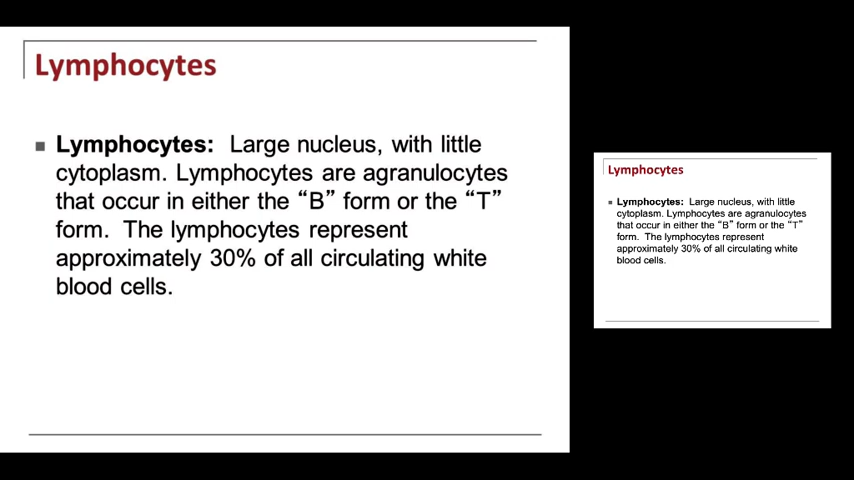 Lymphocytes
▪ Lymphocytes:  Large nucleus, with little
cytoplasm. Lymphocytes are agranulocytes
that occur in either the “B” form or the “T”
form.  The lymphocytes represent
approximately 30% of all circulating white
blood cells.
Lymphocytes
▪ Lymphocytes:  Large nucleus, with little
cytoplasm. Lymphocytes are agranulocytes
that occur in either the “B” form or the “T”
form.  The lymphocytes represent
approximately 30% of all circulating white
blood cells.